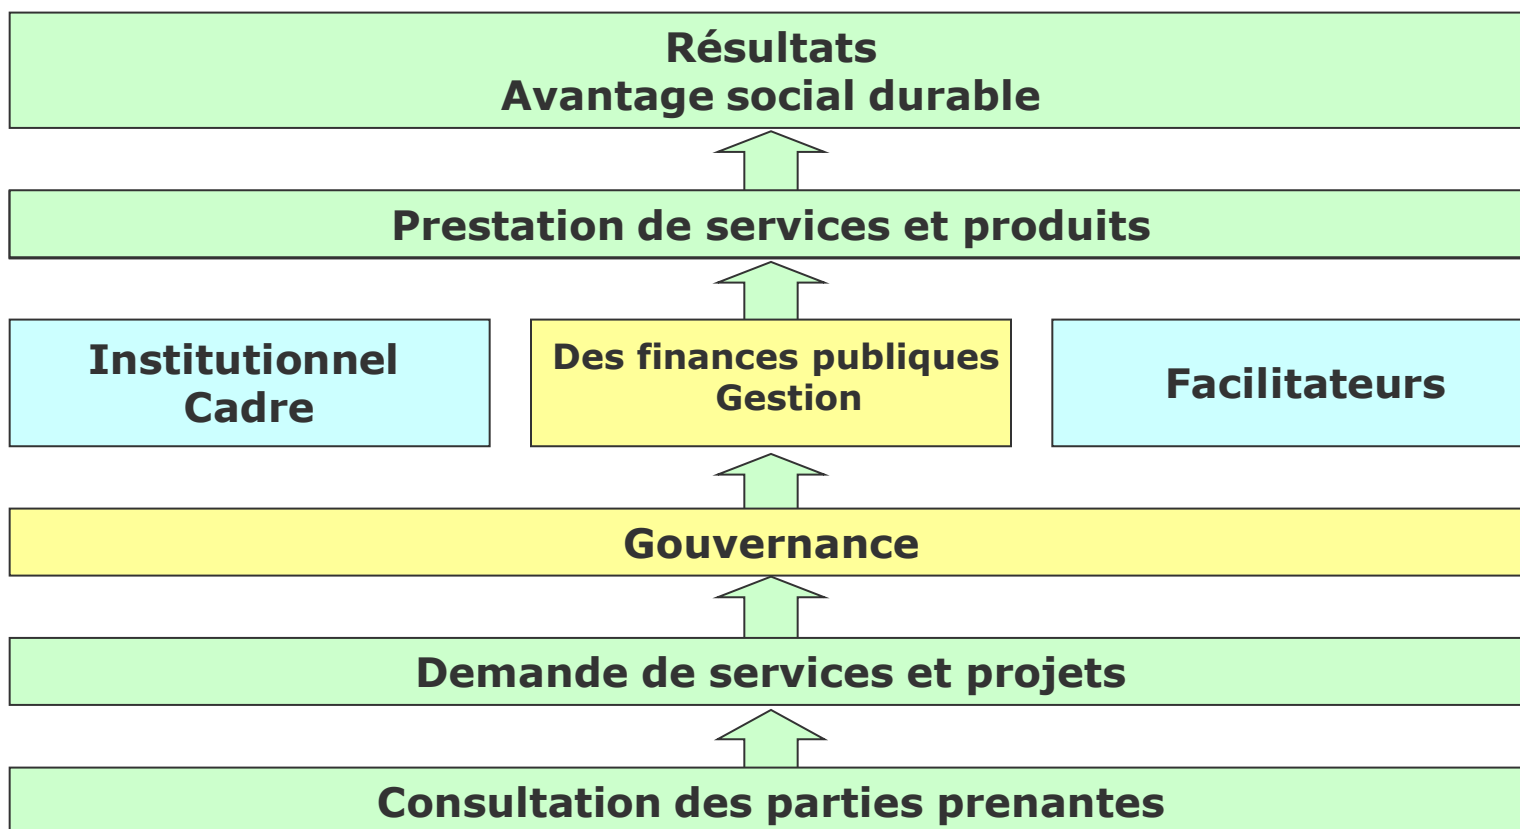 Résultats
Avantage social durable
Prestation de services et produits
Institutionnel
Cadre
Des finances publiques
Gestion
Facilitateurs
Gouvernance
Demande de services et projets
Consultation des parties prenantes